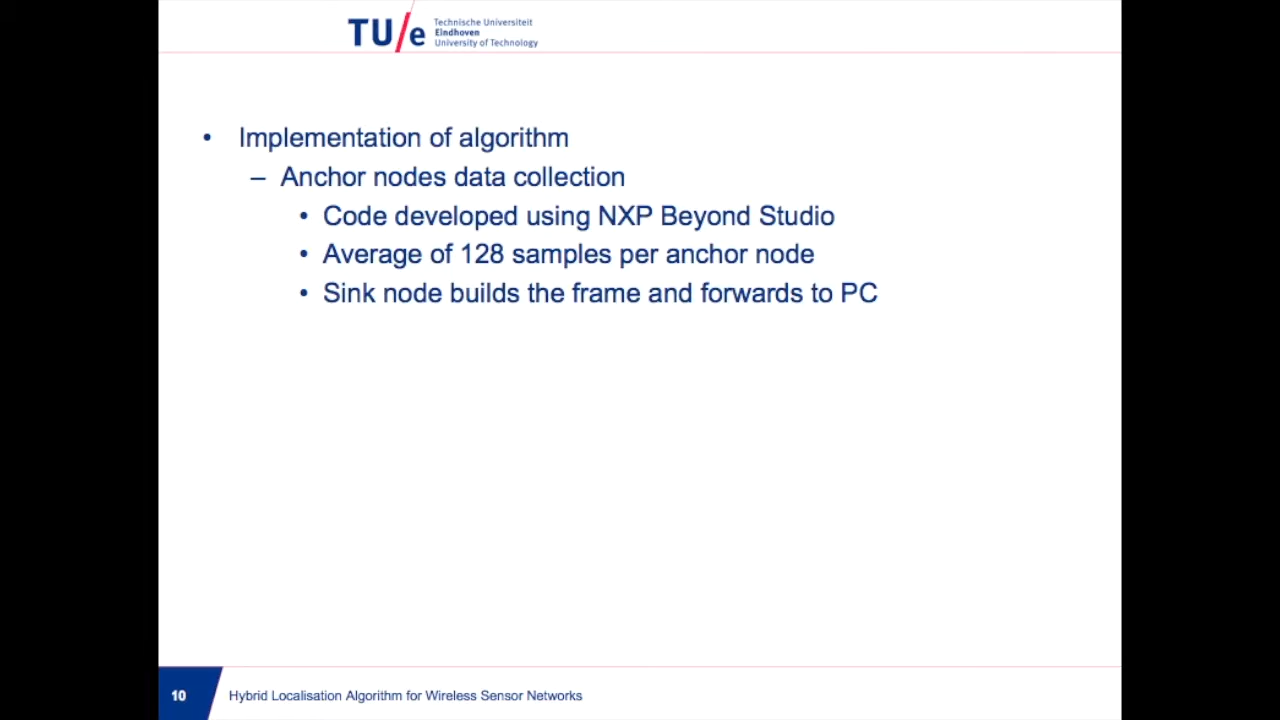 TU/e
Technische Universiteit
Eindhoven
University of Technology
• Implementation of algorithm
– Anchor nodes data collection
• Code developed using NXP Beyond Studio
• Average of 128 samples per anchor node
• Sink node builds the frame and forwards to PC
10
Hybrid Localisation Algorithm for Wireless Sensor Networks